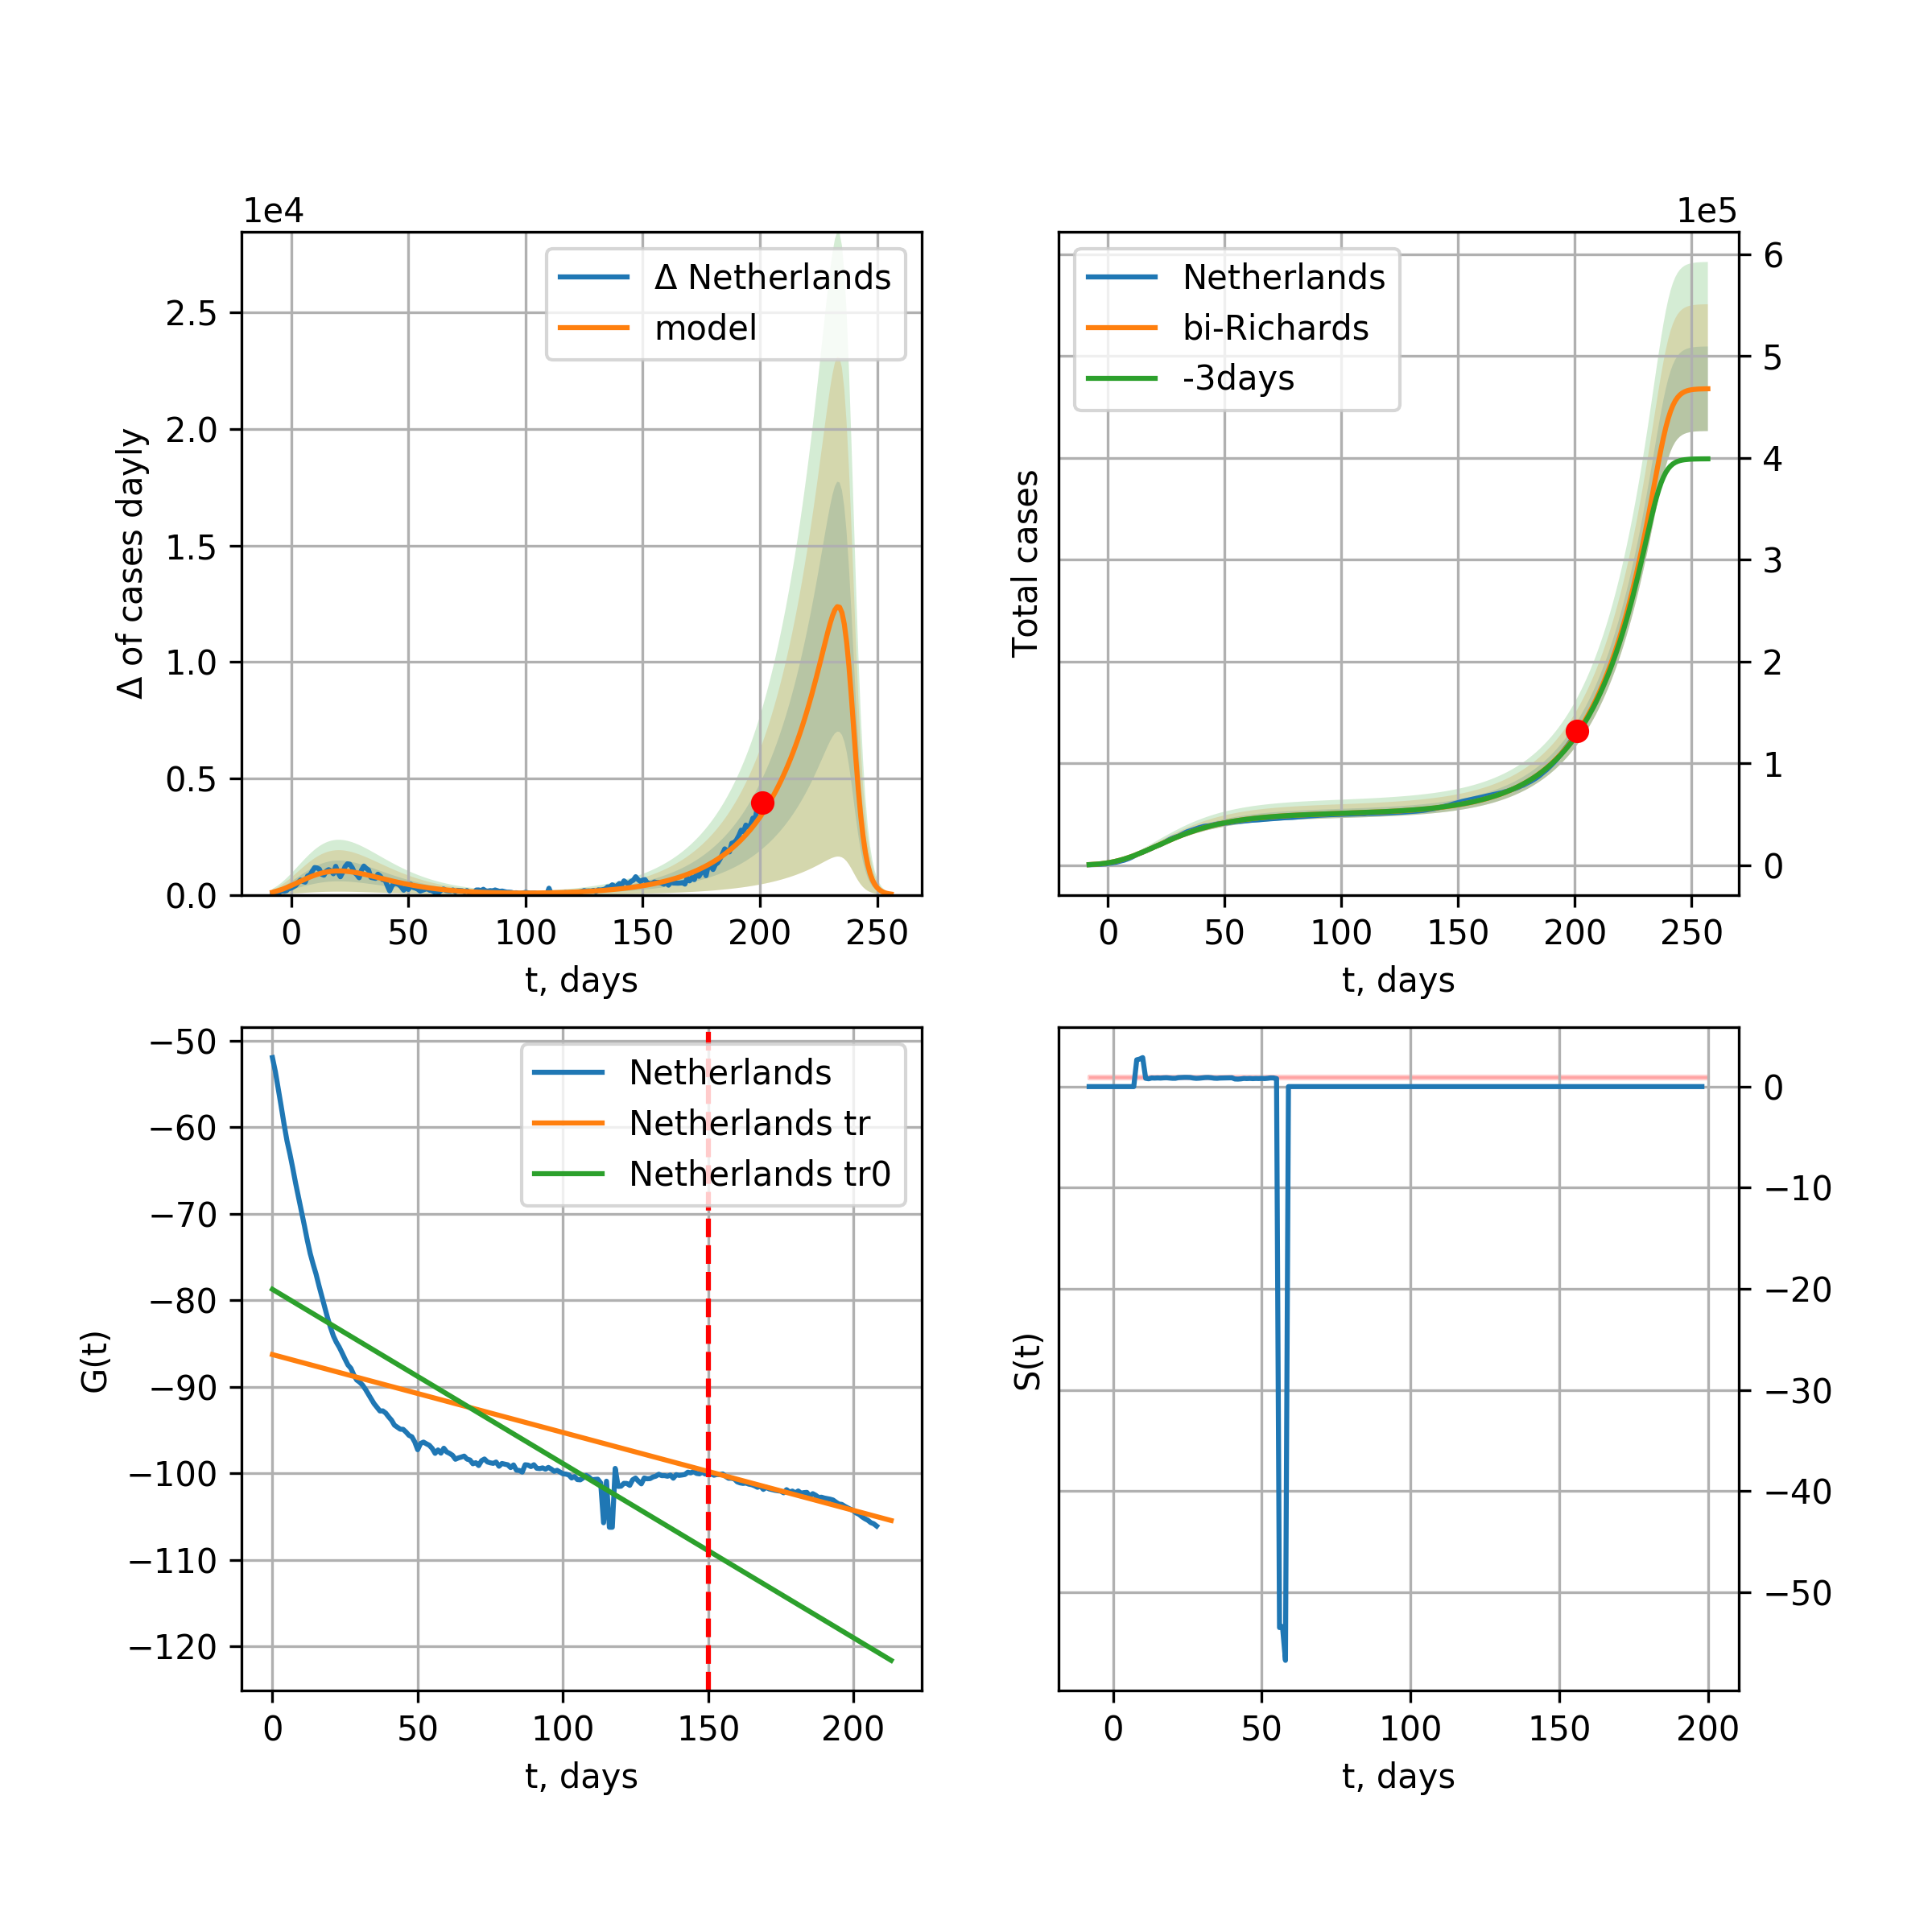 1e4
Δ Netherlands
model
2.5
2.0
1.5
1.0
0.5
0.0
Δ of cases dayly
0 50 100 150 200 250
t, days
1e5
Netherlands
bi-Richards
-3days
6
5
4
3
2
1
0
Total cases
0 50 100 150 200 250
t, days
Netherlands
Netherlands tr
Netherlands tr0
−50
−60
−70
−80
−90
−100
−110
−120
G(t)
0 50 100 150 200
t, days
0
−10
−20
−30
−40
−50
S(t)
0 50 100 150 200
t, days